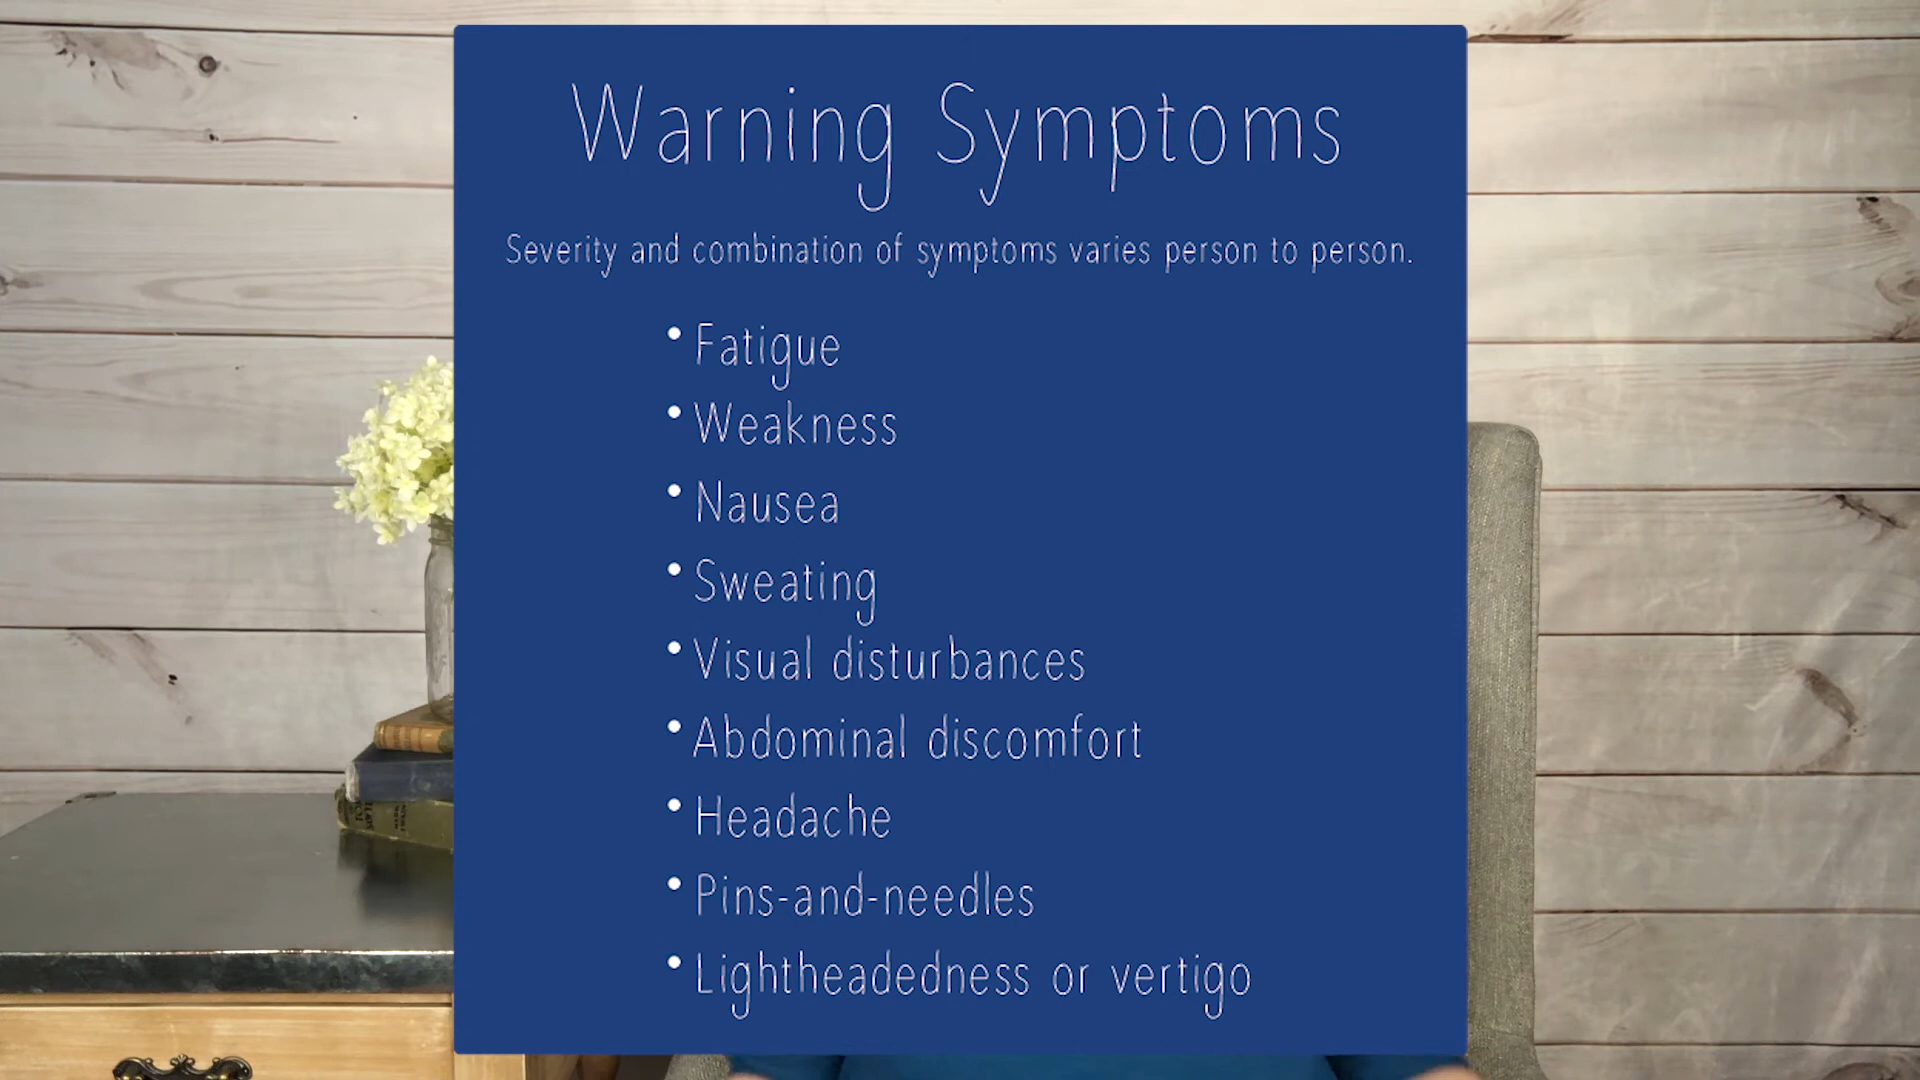 Warning Symptoms
Severity and combination of symptoms varies person to person.
• Fatigue
• Weakness
• Nausea
• Sweating
• Visual disturbances
• Abdominal discomfort
• Headache
• Pins-and-needles
• Lightheadedness or vertigo